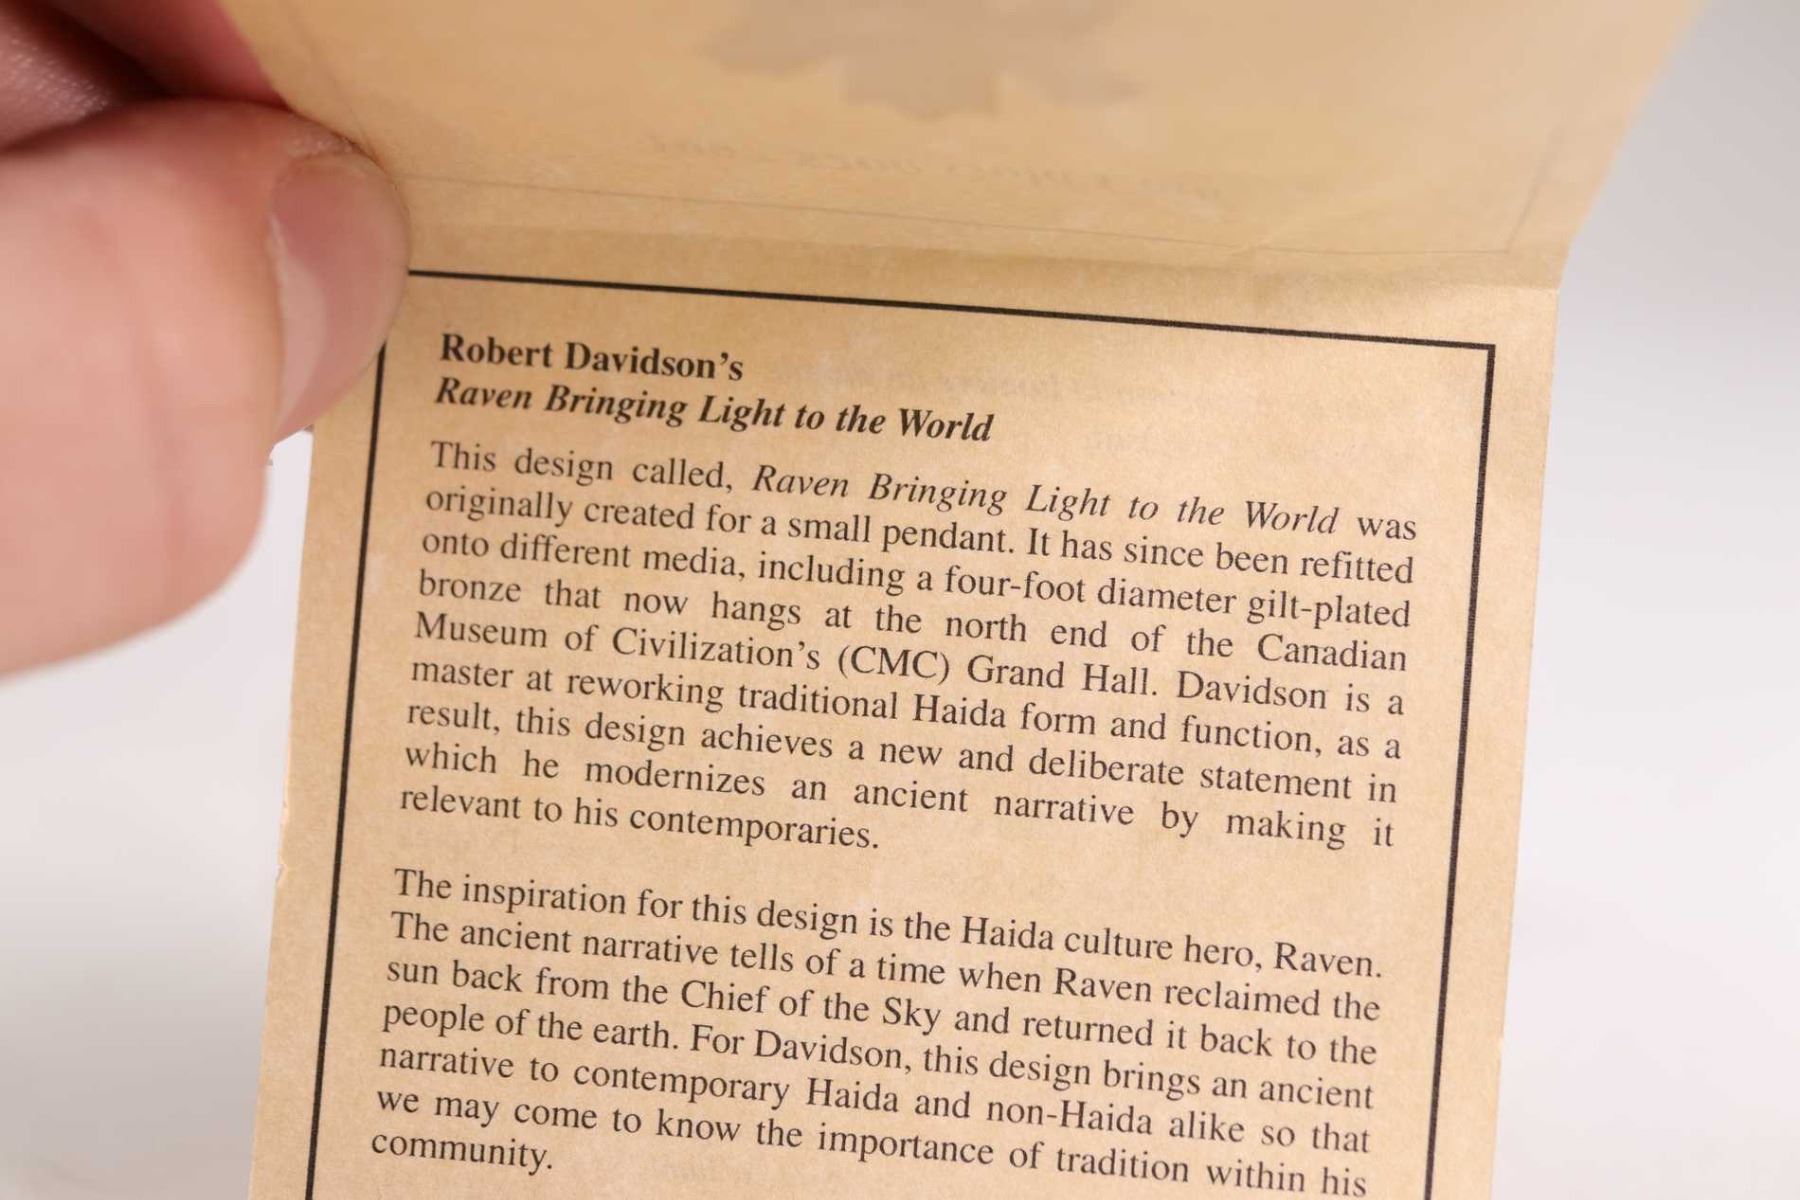 Robert Davidson's
Raven Bringing Light to the World
This design called, Raven Bringing Light to the World was
originally created for a small pendant. It has since been refitted
onto different media, including a four-foot diameter gilt-plated
bronze that now hangs at the north end of the Canadian
Museum of Civilization's (CMC) Grand Hall. Davidson is a
master at reworking traditional Haida form and function, as a
result, this design achieves a new and deliberate statement in
which he modernizes an ancient narrative by making it
relevant to his contemporaries.
The inspiration for this design is the Haida culture hero, Raven.
The ancient narrative tells of a time when Raven reclaimed the
sun back from the Chief of the Sky and returned it back to the
people of the earth. For Davidson, this design brings an ancient
narrative to contemporary Haida and non-Haida alike so that
we may come to know the importance of tradition within his
community.